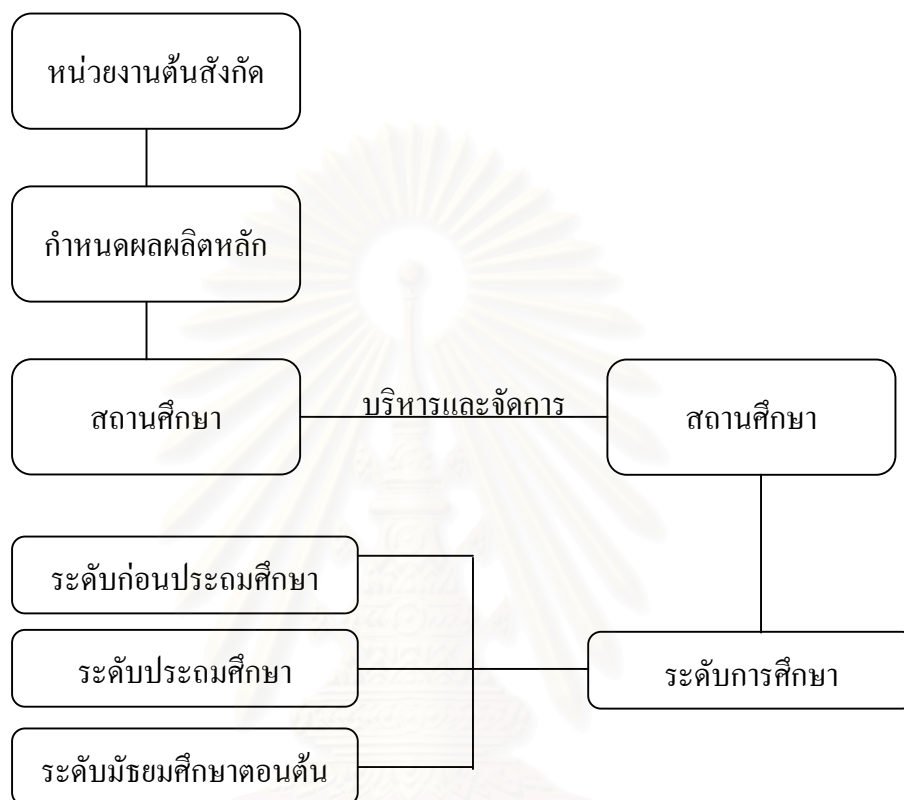 หน่วยงานต้นสังกัด
กำหนดผลผลิตหลัก
สถานศึกษา
บริหารและจัดการ
สถานศึกษา
ระดับก่อนประถมศึกษา
ระดับประถมศึกษา
ระดับการศึกษา
ระดับมัธยมศึกษาตอนต้น